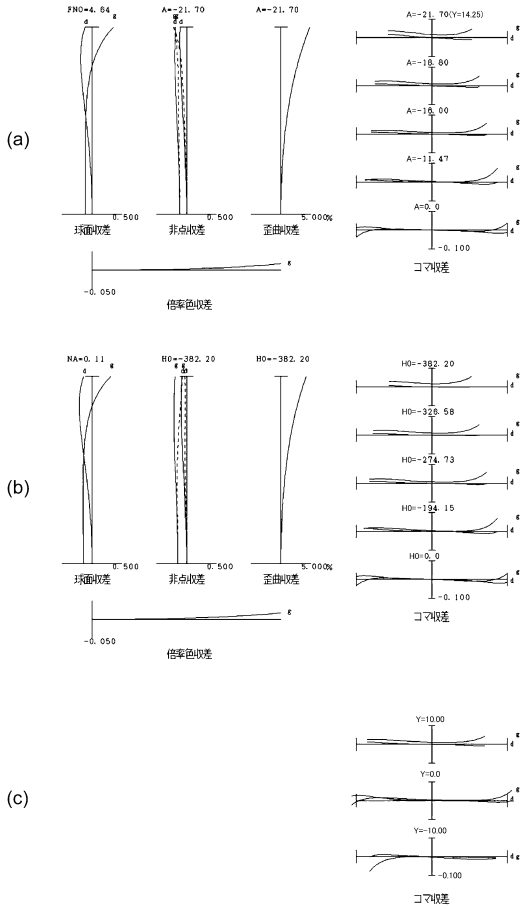 (a)
FNO=4.64
g
d
0.500
球面収差
A=-21.70
g
d
0.500
非点収差
A=-21.70
5.000%
歪曲収差
g
-0.050
倍率色収差
A=-21.70(Y=14.25)
g
d
A=-18.80
g
d
A=-16.00
g
d
A=-11.47
g
d
A=0.0
g
d
-0.100
コマ収差
(b)
NA=0.11
g
d
0.500
球面収差
H0=-382.20
g g
d d
0.500
非点収差
H0=-382.20
5.000%
歪曲収差
g
-0.050
倍率色収差
H0=-382.20
g
d
H0=-326.58
g
d
H0=-274.73
g
d
H0=-194.15
g
d
H0=0.0
g
d
-0.100
コマ収差
(c)
Y=10.00
g
d
Y=0.0
g
d
Y=-10.00
d g
-0.100
コマ収差